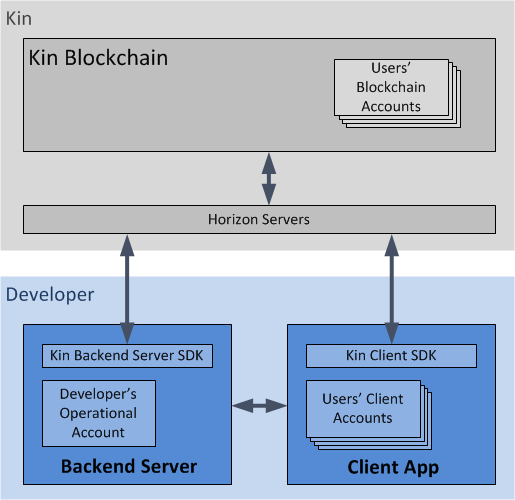 Kin
Kin Blockchain
Users'
Blockchain
Accounts
Horizon Servers
Developer
Kin Backend Server SDK
Developer's
Operational
Account
Backend Server
Kin Client SDK
Users' Client
Accounts
Client App